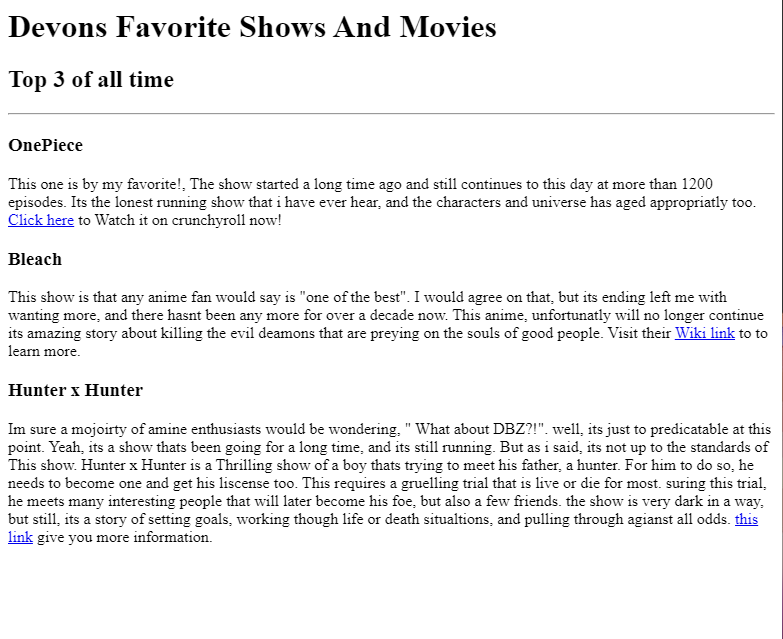 Devons Favorite Shows And Movies
Top 3 of all time
OnePiece
This one is by my favorite!, The show started a long time ago and still continues to this day at more than 1200
episodes. Its the lonest running show that i have ever hear, and the characters and universe has aged appropriatly too.
Click here to Watch it on crunchyroll now!
Bleach
This show is that any anime fan would say is "one of the best". I would agree on that, but its ending left me with
wanting more, and there hasnt been any more for over a decade now. This anime, unfortunatly will no longer continue
its amazing story about killing the evil deamons that are preying on the souls of good people. Visit their Wiki link to to
learn more.
Hunter x Hunter
Im sure a mojoirty of amine enthusiasts would be wondering, " What about DBZ?!". well, its just to predicatable at this
point. Yeah, its a show thats been going for a long time, and its still running. But as i said, its not up to the standards of
This show. Hunter x Hunter is a Thrilling show of a boy thats trying to meet his father, a hunter. For him to do so, he
needs to become one and get his liscense too. This requires a gruelling trial that is live or die for most. suring this trial,
he meets many interesting people that will later become his foe, but also a few friends. the show is very dark in a way,
but still, its a story of setting goals, working though life or death situaltions, and pulling through agianst all odds. this
link give you more information.